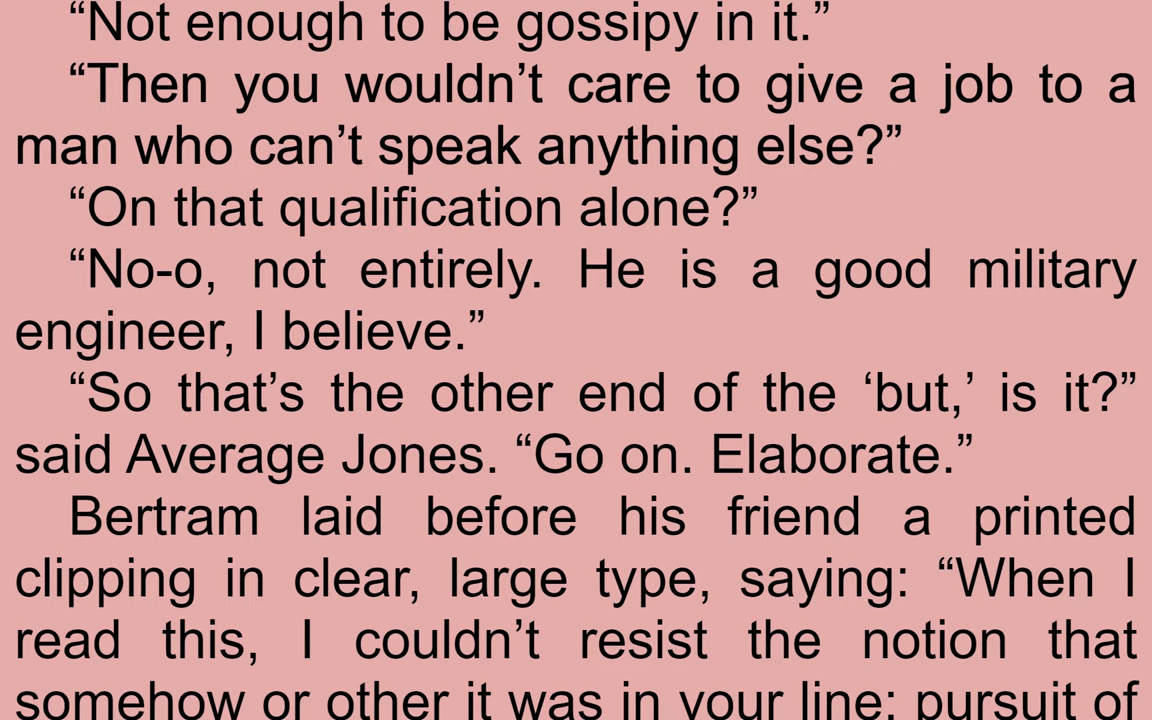 “Not enough to be gossipy in it.”
“Then you wouldn’t care to give a job to a
man who can’t speak anything else?”
“On that qualification alone?”
“No-o, not entirely. He is a good military
engineer, I believe.”
“So that’s the other end of the ‘but,’ is it?”
said Average Jones. “Go on. Elaborate.”
Bertram laid before his friend a printed
clipping in clear, large type, saying: “When I
read this, I couldn’t resist the notion that
somehow or other it was in your line; pursuit of